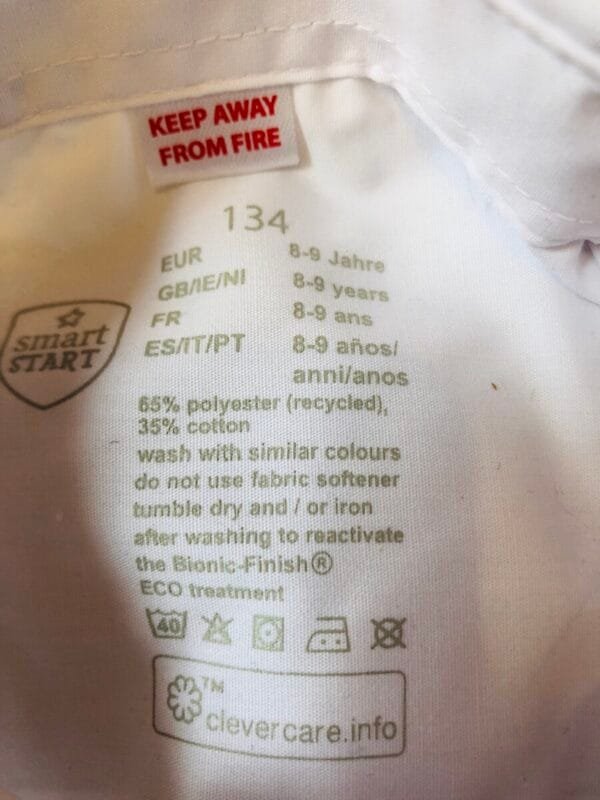 KEEP AWAY
FROM FIRE
134
EUR 8-9 Jahre
GB/IE/NI 8-9 years
FR 8-9 ans
ES/IT/PT 8-9 años/
anni/anos
smart
START
65% polyester (recycled),
35% cotton
wash with similar colours
do not use fabric softener
tumble dry and / or iron
after washing to reactivate
the Bionic-Finish®
ECO treatment
40
™
clevercare.info